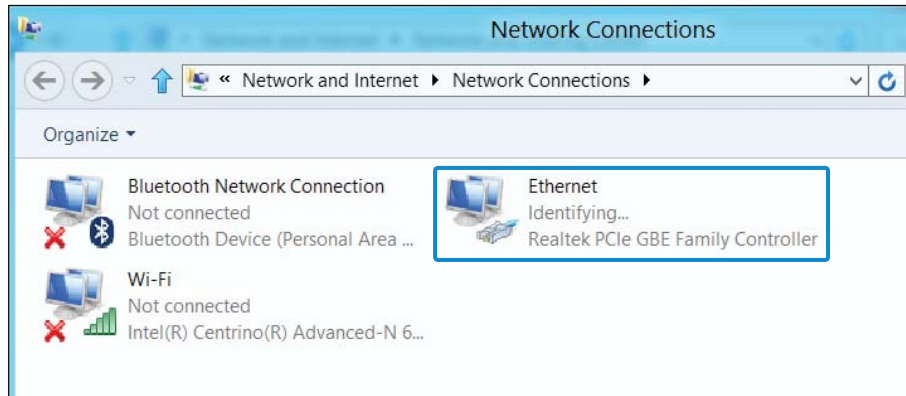 Network Connections
« Network and Internet Network Connections
Organize
Bluetooth Network Connection
Not connected
Bluetooth Device (Personal Area ...
Ethernet
Identifying...
Realtek PCIe GBE Family Controller
Wi-Fi
Not connected
Intel(R) Centrino(R) Advanced-N 6...